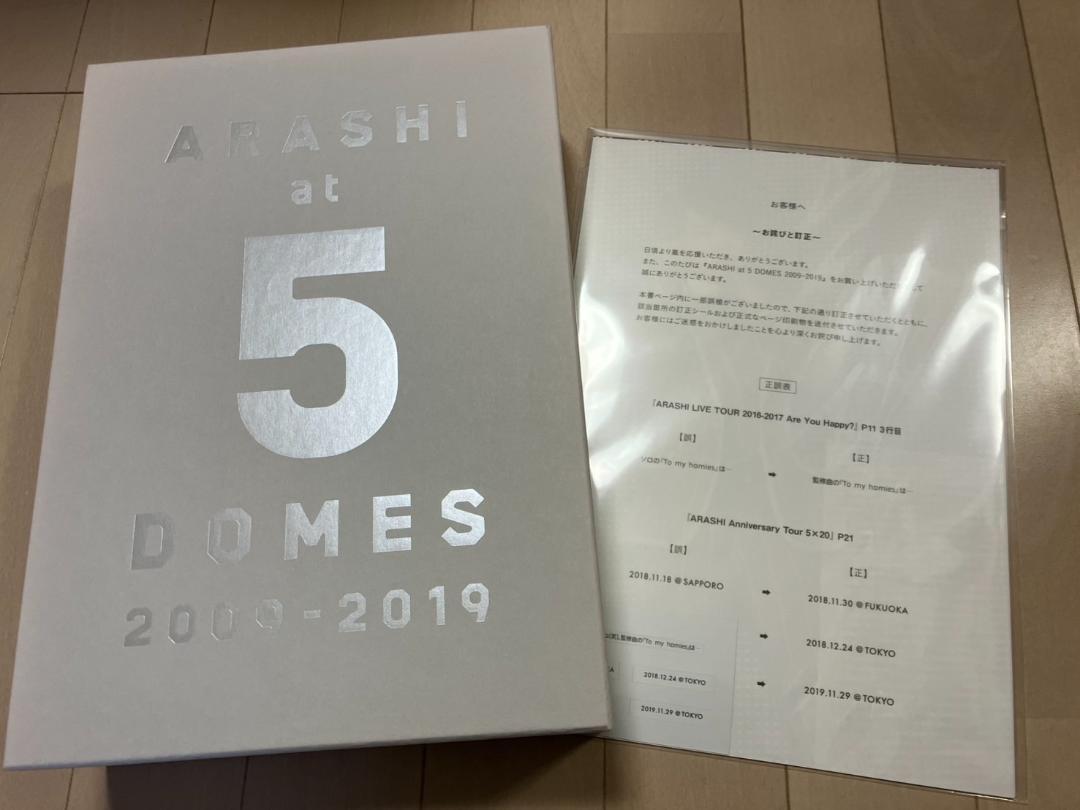 ARASHI
at
5
DOMES
2009-2019
お客様へ
～お詫びと訂正～
日頃より嵐を応援いただき、ありがとうございます。
また、このたびは『ARASHI at 5 DOMES 2009-2019』をお買い上げいただ して
誠にありがとうございます。
本書ページ内に一部誤植がございましたので、下記の通り訂正させていただくとともに、
該当箇所の訂正シールおよび正式なページ印刷物を送付させていただきます。
お客様にはご迷惑をおかけしましたことを心より深くお詫び申し上げます。
正誤表
『ARASHI LIVE TOUR 2016-2017 Are You Happy?』P11 3行目
【誤】
【正】
ソロの「To my homies」は…
➡
監修曲の「To my homies」は…
『ARASHI Anniversary Tour 5×20』P21
【誤】
【正】
2018.11.18 @SAPPORO
➡
2018.11.30 @FUKUOKA
➡
2018.12.24 @TOKYO
➡
2019.11.29 @TOKYO
監修曲の「To my homies」は…
2018.12.24 @TOKYO
2019.11.29 @TOKYO